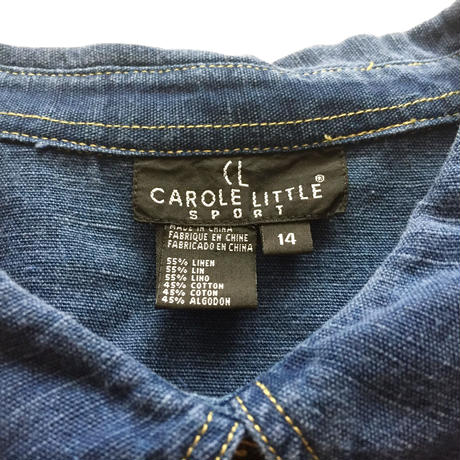 CL
CAROLE LITTLE®
SPORT
MADE IN CHINA
FABRIQUE EN CHINE
FABRICADO EN CHINA
14
55% LINEN
55% LIN
55% LINO
45% COTTON
45% COTON
45% ALGODON